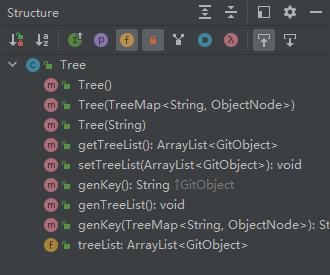 Structure
Tree
Tree()
Tree(TreeMap<String, ObjectNode>)
Tree(String)
getTreeList(): ArrayList<GitObject>
setTreeList(ArrayList<GitObject>): void
genKey(): String ↑GitObject
genTreeList(): void
genKey(TreeMap<String, ObjectNode>): St
treeList: ArrayList<GitObject>